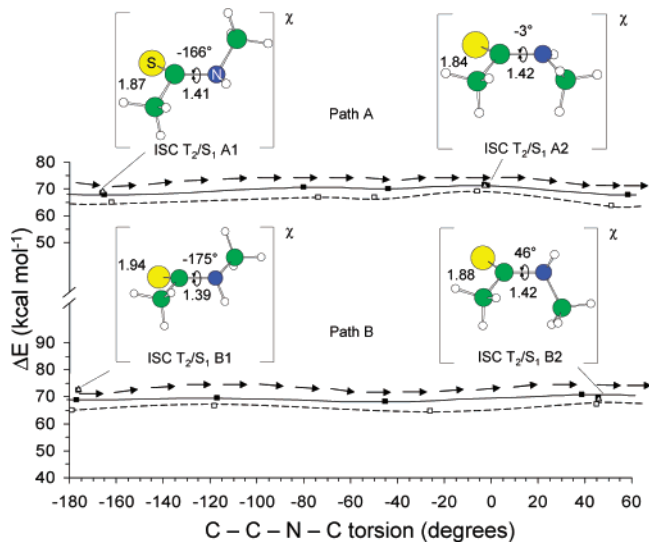 χ
χ
-166°
-3°
S
N
1.87
1.41
1.84
1.42
Path A
ISC T₂/S₁ A1
ISC T₂/S₁ A2
80
70
60
50
χ
χ
1.94
-175°
1.39
46°
1.88
1.42
Path B
ISC T₂/S₁ B1
ISC T₂/S₁ B2
90
80
70
60
50
40
ΔE (kcal mol⁻¹)
-180 -160 -140 -120 -100 -80 -60 -40 -20 0 20 40 60
C – C – N – C torsion (degrees)